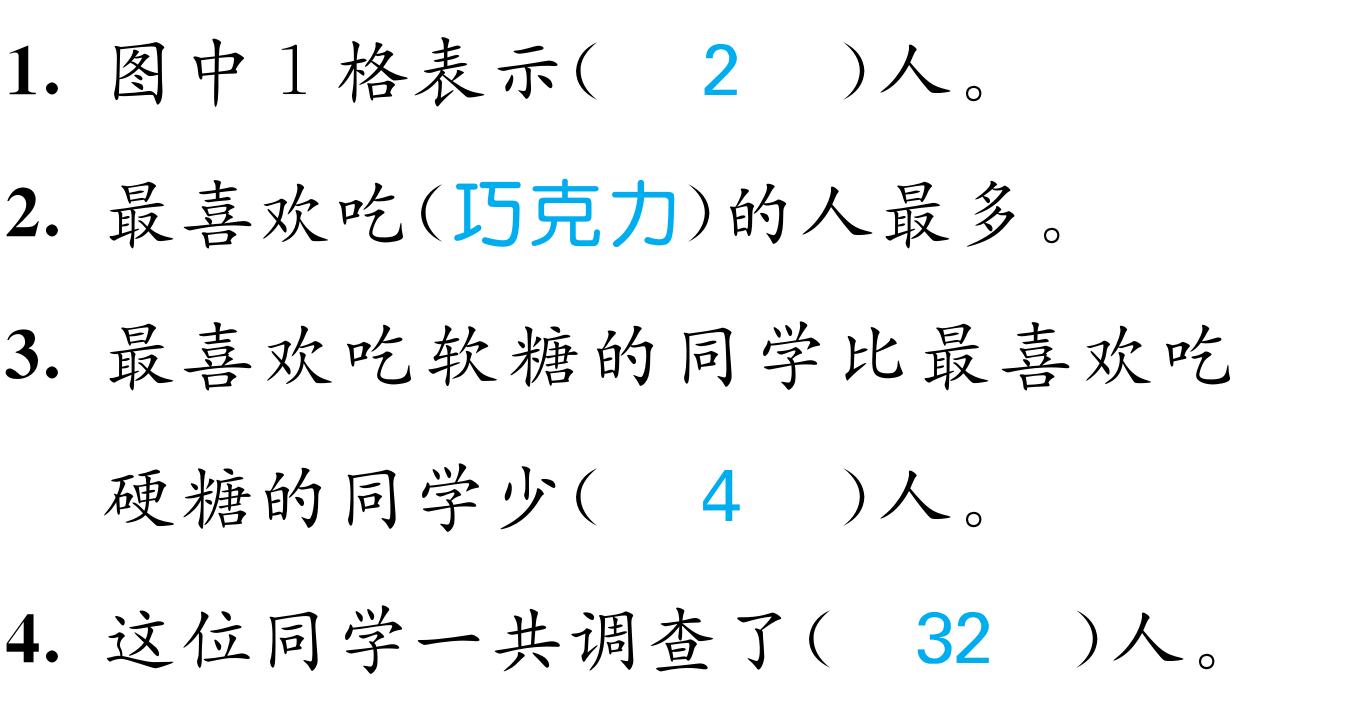 1. 图中1格表示( 2 )人。
2. 最喜欢吃(巧克力)的人最多。
3. 最喜欢吃软糖的同学比最喜欢吃
硬糖的同学少( 4 )人。
4. 这位同学一共调查了( 32 )人。